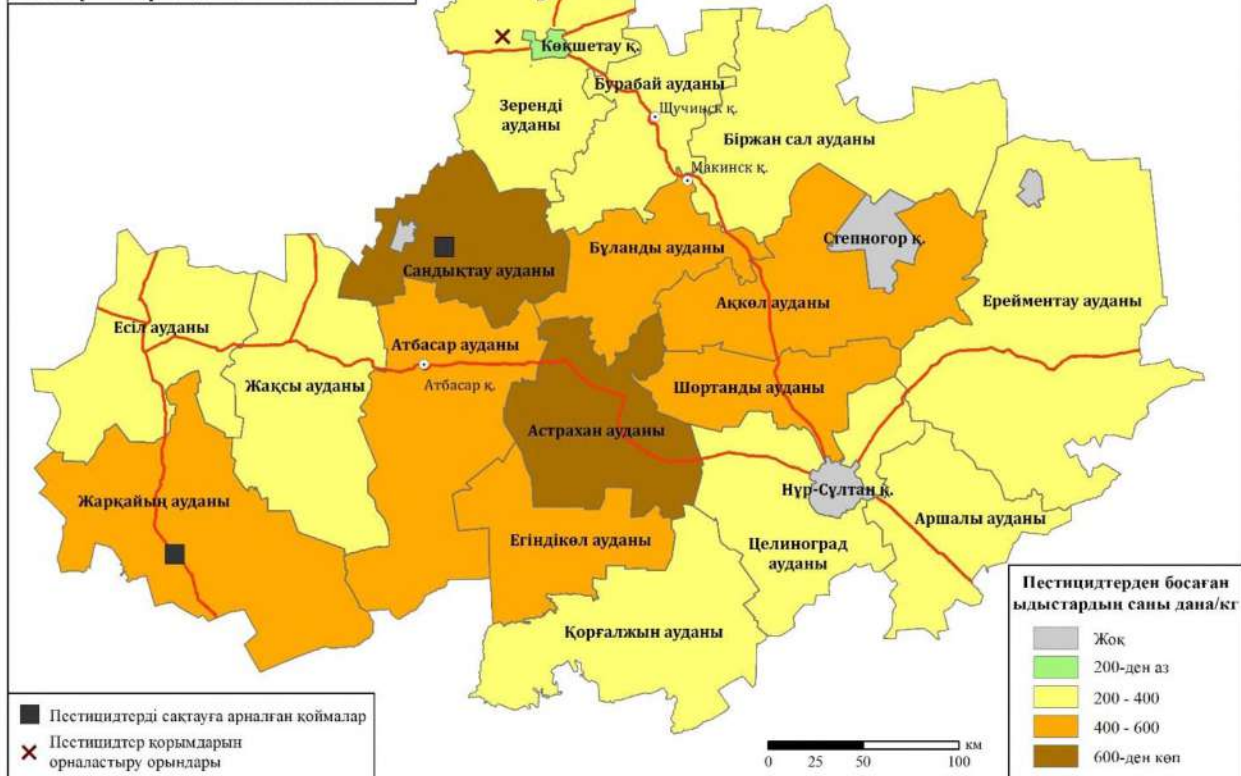 Көкшетау қ.
Бурабай ауданы
Зеренді
ауданы
Щучинск қ.
Біржан сал ауданы
Макинск қ.
Степногор қ.
Бұланды ауданы
Сандықтау ауданы
Ақкөл ауданы
Ерейментау ауданы
Есіл ауданы
Атбасар ауданы
Атбасар қ.
Жақсы ауданы
Шортанды ауданы
Астрахан ауданы
Жарқайың ауданы
Нұр-Сұлтан қ.
Аршалы ауданы
Егіндікөл ауданы
Целиноград
ауданы
Қорғалжын ауданы
Пестицидтерден босаған
ыдыстардың саны дана/кг
Жоқ
200-ден аз
200 - 400
400 - 600
600-ден көп
Пестицидтерді сақтауға арналған қоймалар
Пестицидтер қорымдарын
орналастыру орындары
км
0 25 50 100